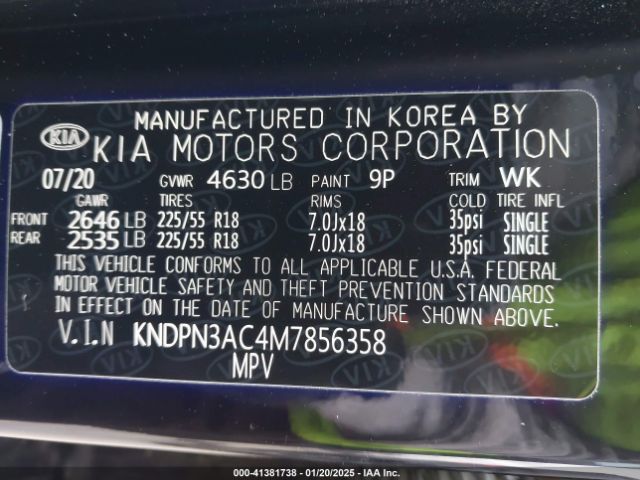 MANUFACTURED IN KOREA BY
KIA KIA MOTORS CORPORATION
07/20 GVWR 4630 LB PAINT 9P TRIM WK
GAWR TIRES RIMS COLD TIRE INFL
FRONT 2646 LB 225/55 R18 7.0Jx18 35psi SINGLE
REAR 2535 LB 225/55 R18 7.0Jx18 35psi SINGLE
THIS VEHICLE CONFORMS TO ALL APPLICABLE U.S.A. FEDERAL
MOTOR VEHICLE SAFETY AND THEFT PREVENTION STANDARDS
IN EFFECT ON THE DATE OF MANUFACTURE SHOWN ABOVE.
V.I.N KNDPN3AC4M7856358
MPV
000-41381738 - 01/20/2025 - IAA Inc.